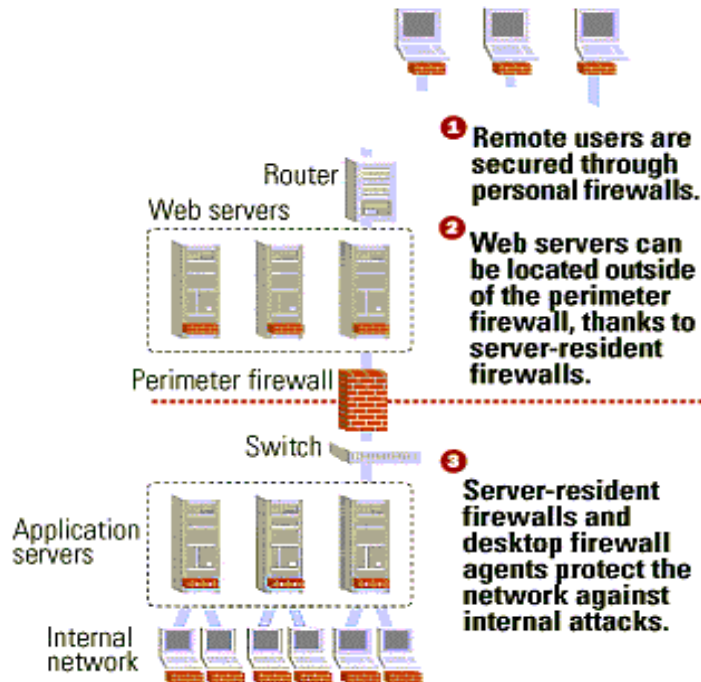 1 Remote users are
secured through
personal firewalls.
Router
Web servers
2 Web servers can
be located outside
of the perimeter
firewall, thanks to
server-resident
firewalls.
Perimeter firewall
Switch
3
Server-resident
firewalls and
desktop firewall
agents protect the
network against
internal attacks.
Application
servers
Internal
network